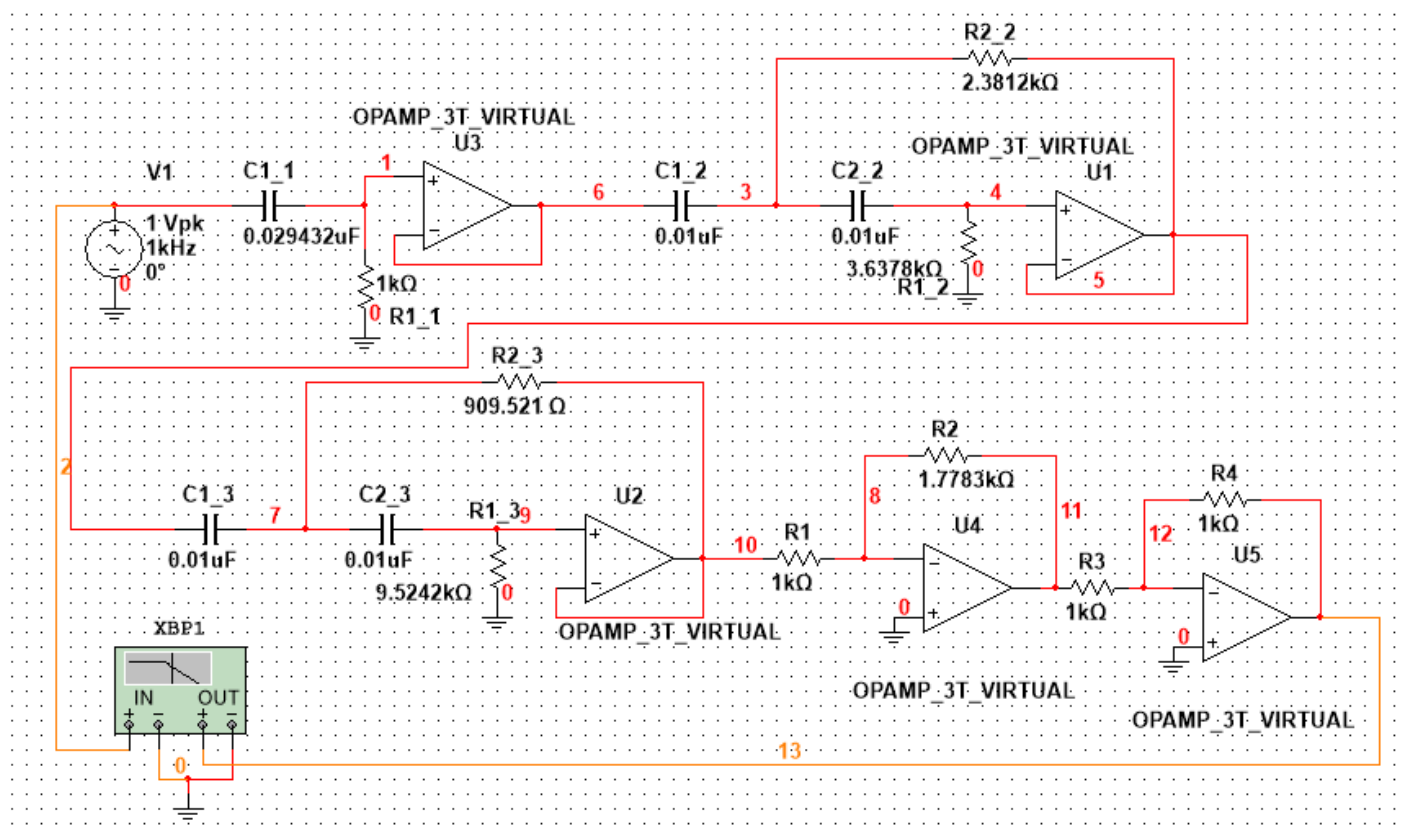 R2_2
2.3812kΩ
OPAMP_3T_VIRTUAL
U3
OPAMP_3T_VIRTUAL
U1
V1
C1_1
1
C1_2
6
3
C2_2
4
+
−
+
1 Vpk
1kHz
0°
−
0
0.029432uF
0.01uF
0.01uF
+
−
3.6378kΩ
0
R1_2
5
1kΩ
0
R1_1
R2_3
909.521 Ω
2
R2
1.7783kΩ
8
11
R4
1kΩ
C1_3
7
C2_3
R1_3
9
U2
0.01uF
0.01uF
+
−
9.5242kΩ
0
OPAMP_3T_VIRTUAL
10
R1
1kΩ
U4
−
+
0
12
R3
1kΩ
U5
−
+
0
XBP1
IN
OUT
+
−
+
−
OPAMP_3T_VIRTUAL
OPAMP_3T_VIRTUAL
0
13